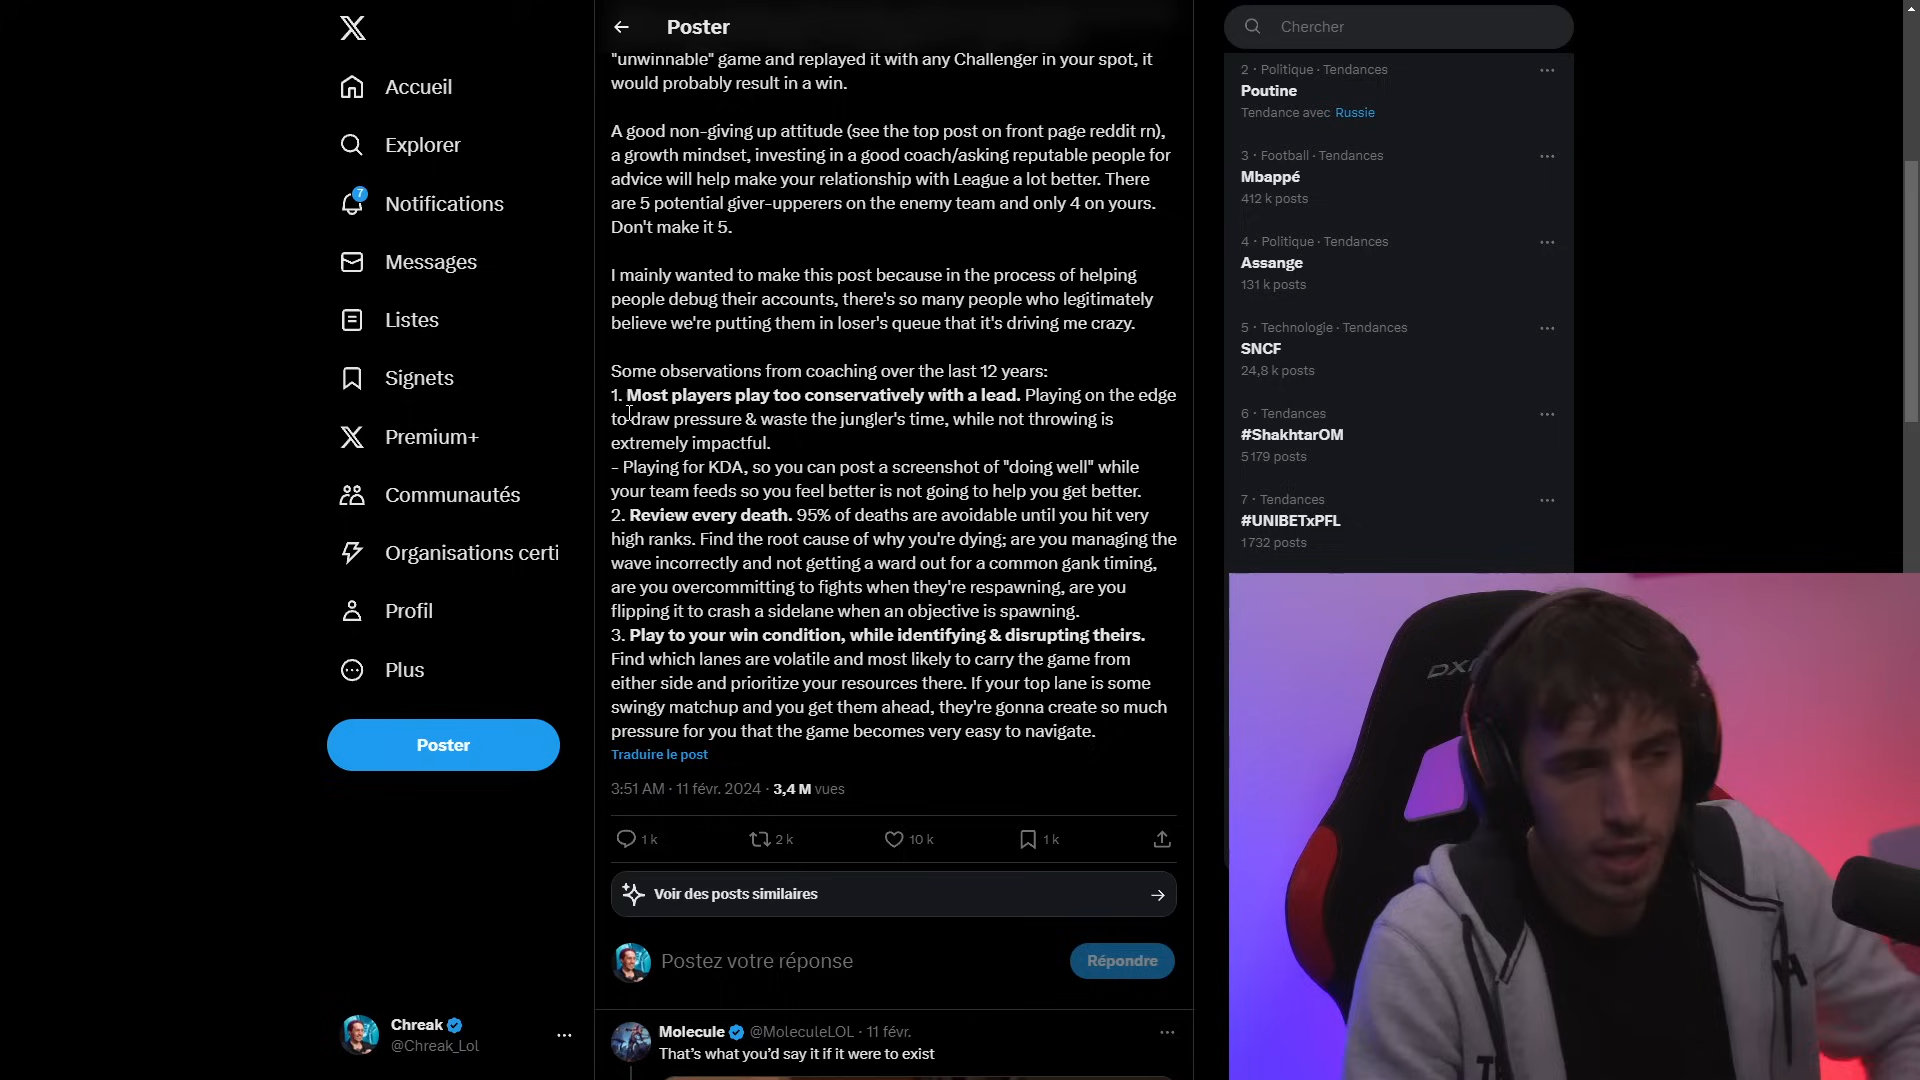 Accueil
Explorer
7
Notifications
Messages
Listes
Signets
Premium+
Communautés
Organisations certi
Profil
Plus
Poster
Chreak
@Chreak_Lol
Poster
"unwinnable" game and replayed it with any Challenger in your spot, it
would probably result in a win.
A good non-giving up attitude (see the top post on front page reddit rn),
a growth mindset, investing in a good coach/asking reputable people for
advice will help make your relationship with League a lot better. There
are 5 potential giver-upperers on the enemy team and only 4 on yours.
Don't make it 5.
I mainly wanted to make this post because in the process of helping
people debug their accounts, there's so many people who legitimately
believe we're putting them in loser's queue that it's driving me crazy.
Some observations from coaching over the last 12 years:
1. Most players play too conservatively with a lead. Playing on the edge
to draw pressure & waste the jungler's time, while not throwing is
extremely impactful.
- Playing for KDA, so you can post a screenshot of "doing well" while
your team feeds so you feel better is not going to help you get better.
2. Review every death. 95% of deaths are avoidable until you hit very
high ranks. Find the root cause of why you're dying; are you managing the
wave incorrectly and not getting a ward out for a common gank timing,
are you overcommitting to fights when they're respawning, are you
flipping it to crash a sidelane when an objective is spawning.
3. Play to your win condition, while identifying & disrupting theirs.
Find which lanes are volatile and most likely to carry the game from
either side and prioritize your resources there. If your top lane is some
swingy matchup and you get them ahead, they're gonna create so much
pressure for you that the game becomes very easy to navigate.
Traduire le post
3:51 AM · 11 févr. 2024 · 3,4 M vues
1 k
2 k
10 k
1 k
Voir des posts similaires
Postez votre réponse
Répondre
Molecule @MoleculeLOL · 11 févr.
That's what you'd say it if it were to exist
Chercher
2 · Politique · Tendances
Poutine
Tendance avec Russie
3 · Football · Tendances
Mbappé
412 k posts
4 · Politique · Tendances
Assange
131 k posts
5 · Technologie · Tendances
SNCF
24,8 k posts
6 · Tendances
#ShakhtarOM
5 179 posts
7 · Tendances
#UNIBETxPFL
1 732 posts